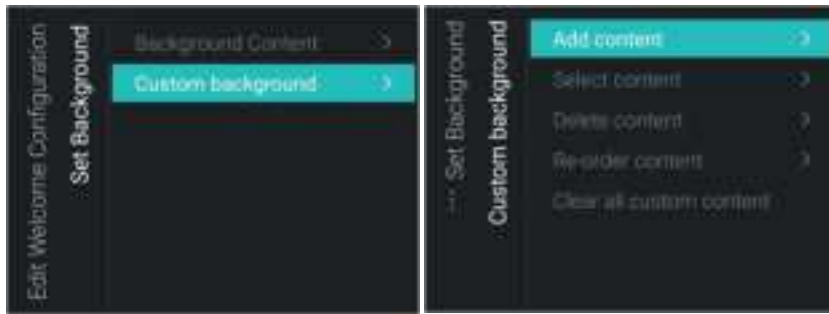 Edit Welcome Configuration
Set Background
Background Content
Custom background
... Set Background
Custom background
Add content
Select content
Delete content
Re-order content
Clear all custom content